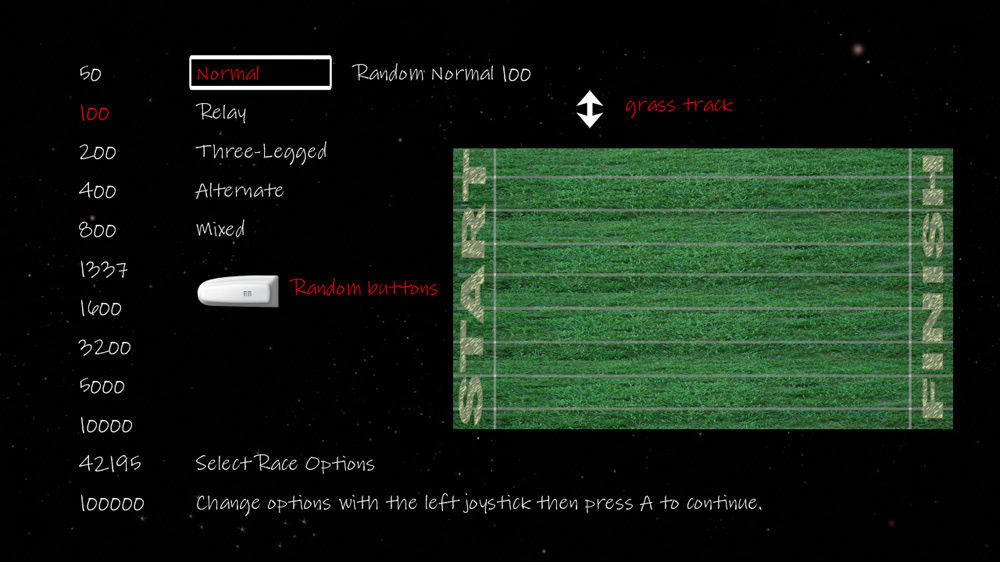 50 Normal Random Normal 100
100 Relay grass track
200 Three-Legged
400 Alternate
800 Mixed
1337
RB Random buttons
1600
3200
5000
10000
42195 Select Race Options
100000 Change options with the left joystick then press A to continue.
START
FINISH